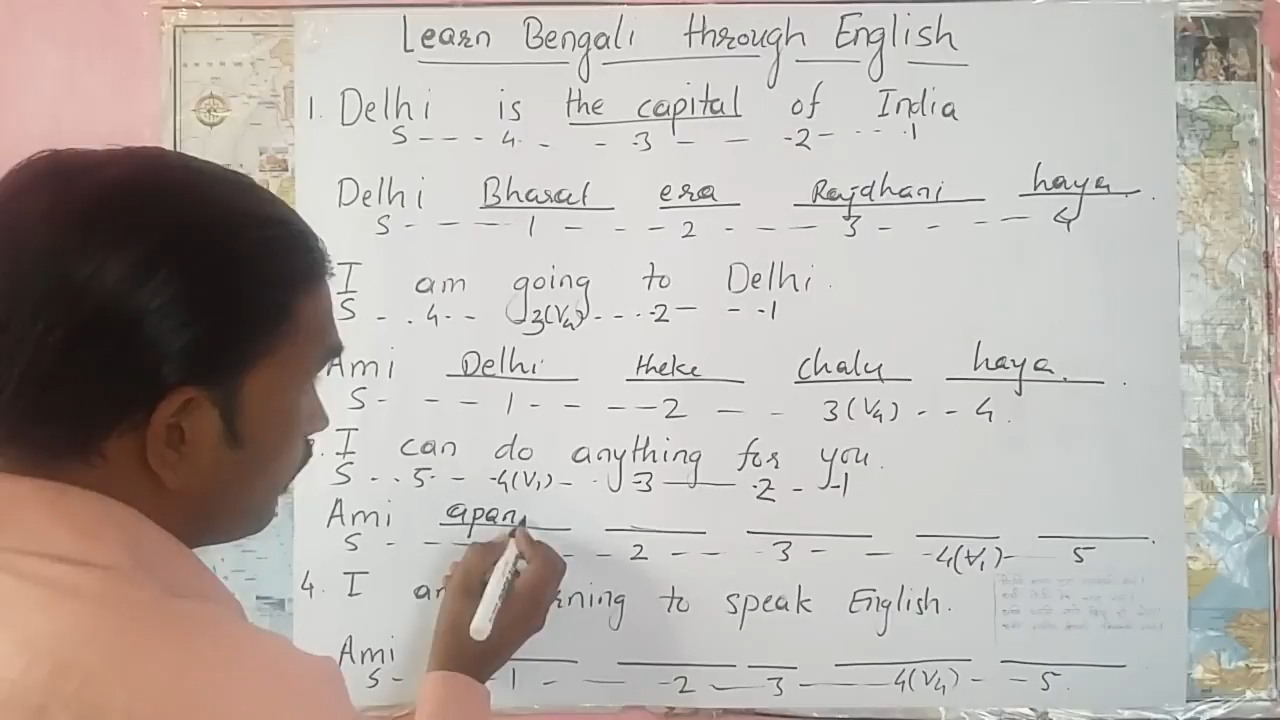 Learn Bengali through English
1. Delhi is the capital of India
S - - - 4 - - - 3 - - - 2 - - - 1
Delhi Bharat era Rajdhani haya.
S - - - 1 - - - 2 - - - 3 - - - 4
I am going to Delhi.
S - - 4 - - 3(V4) - - - 2 - - - 1
Ami Delhi theke chalu haya.
S - - - 1 - - - 2 - - 3(V4) - - 4.
I can do anything for you.
S - - 5 - - 4(V1) - - 3 - - 2 - - 1
Ami apan
S - - - 2 - - - 3 - - 4(V1) - 5
4. I to speak English.
Ami
S - - 1 - - - 2 - - 3 - - 4(V4) - - 5.